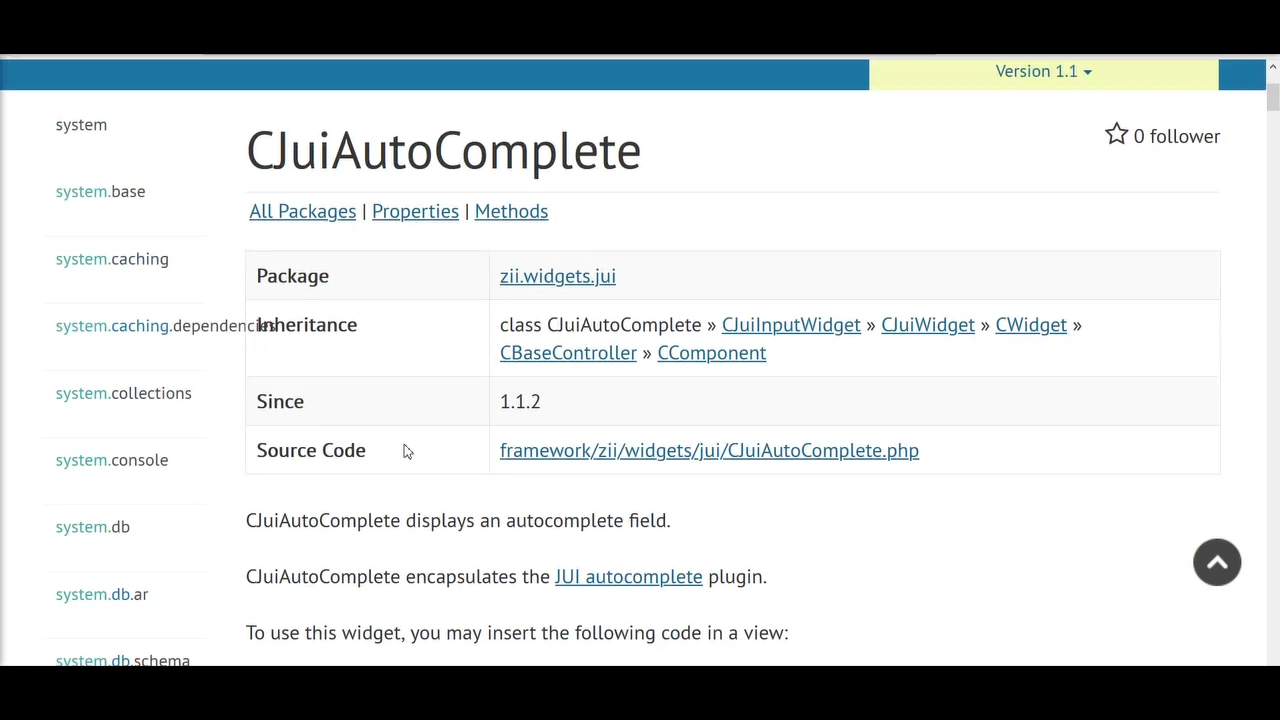 Version 1.1
system
system.base
system.caching
system.caching.dependencies
system.collections
system.console
system.db
system.db.ar
system.db.schema
CJuiAutoComplete
0 follower
All Packages | Properties | Methods
Package zii.widgets.jui
Inheritance class CJuiAutoComplete » CJuiInputWidget » CJuiWidget » CWidget »
CBaseController » CComponent
Since 1.1.2
Source Code framework/zii/widgets/jui/CJuiAutoComplete.php
CJuiAutoComplete displays an autocomplete field.
CJuiAutoComplete encapsulates the JUI autocomplete plugin.
To use this widget, you may insert the following code in a view: